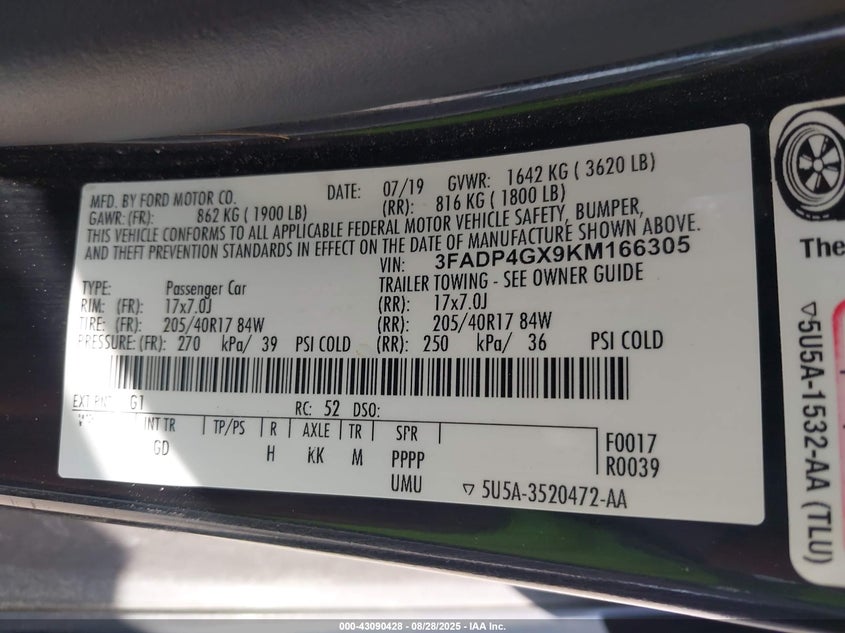 MFD. BY FORD MOTOR CO. DATE: 07/19 GVWR: 1642 KG ( 3620 LB)
GAWR: (FR): 862 KG ( 1900 LB) (RR): 816 KG ( 1800 LB)
THIS VEHICLE CONFORMS TO ALL APPLICABLE FEDERAL MOTOR VEHICLE SAFETY, BUMPER,
AND THEFT PREVENTION STANDARDS IN EFFECT ON THE DATE OF MANUFACTURE SHOWN ABOVE.
VIN: 3FADP4GX9KM166305
TYPE: Passenger Car TRAILER TOWING - SEE OWNER GUIDE
RIM: (FR): 17x7.0J (RR): 17x7.0J
TIRE: (FR): 205/40R17 84W (RR): 205/40R17 84W
PRESSURE: (FR): 270 kPa/ 39 PSI COLD (RR): 250 kPa/ 36 PSI COLD
EXT PNT: G1 RC: 52 DSO:
INT TR TP/PS R AXLE TR SPR F0017
GD H KK M PPPP R0039
UMU ▽ 5U5A-3520472-AA
The
▽5U5A-1532-AA (TLU)
000-43090428 | 08/28/2025 - IAA Inc.